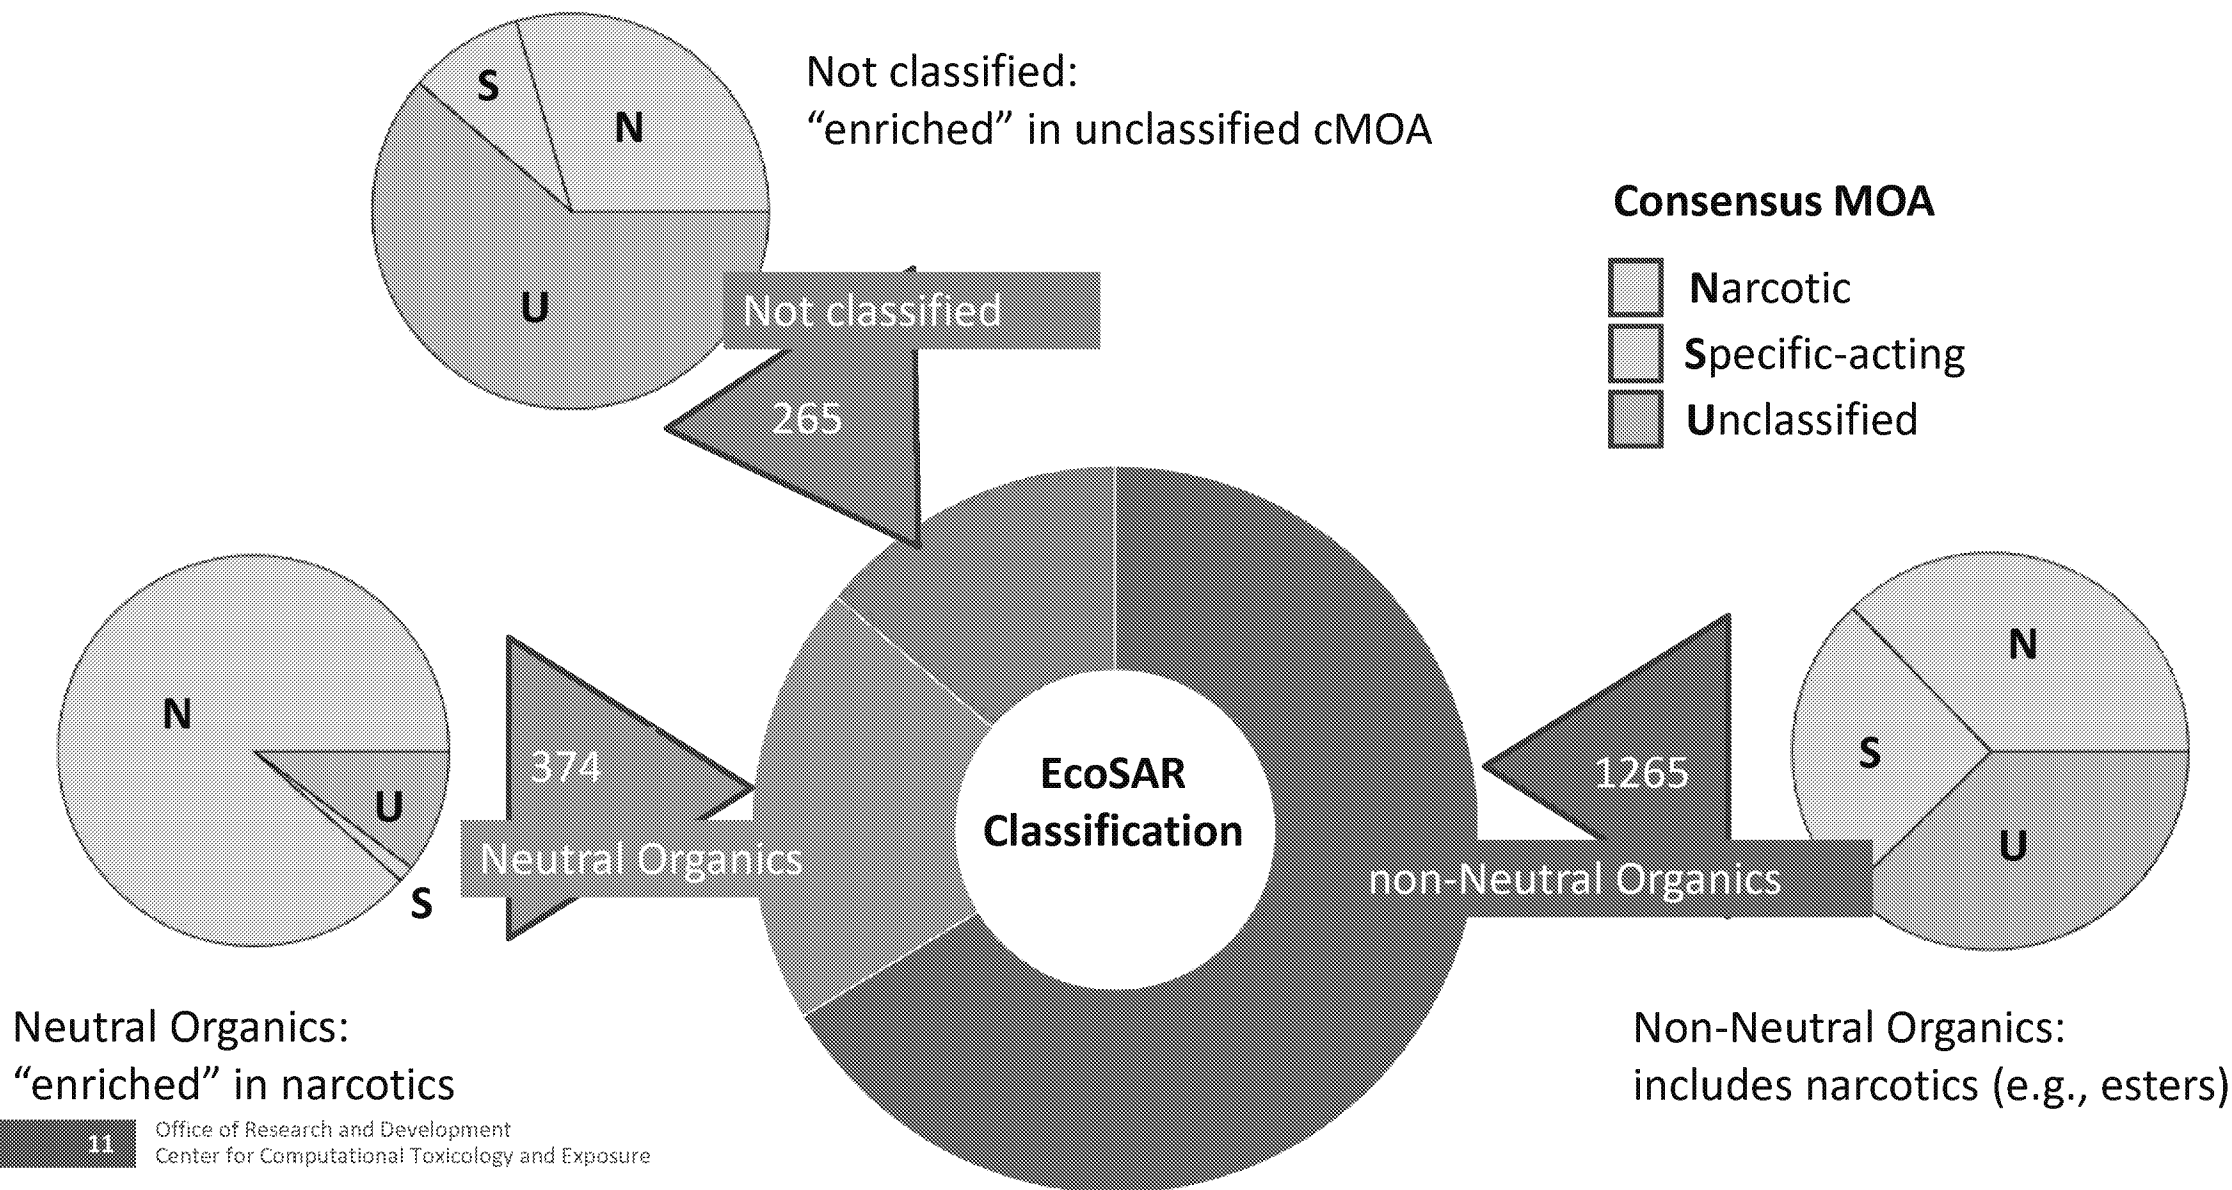 S
N
U
Not classified:
“enriched” in unclassified cMOA
Consensus MOA
Narcotic
Specific-acting
Unclassified
Not classified
265
N
U
S
374
Neutral Organics
EcoSAR
Classification
1265
non-Neutral Organics
N
S
U
Neutral Organics:
“enriched” in narcotics
Non-Neutral Organics:
includes narcotics (e.g., esters)
11
Office of Research and Development
Center for Computational Toxicology and Exposure